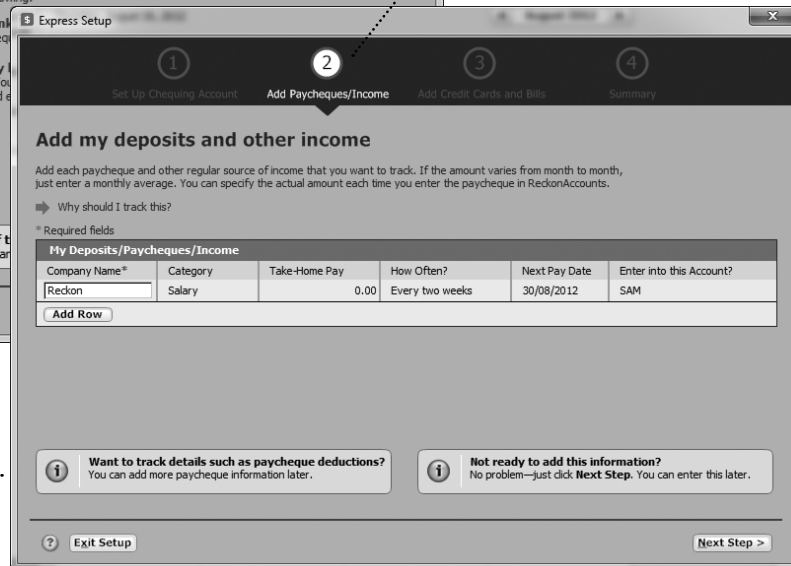 Express Setup
1
2
3
4
Set Up Chequing Account
Add Paycheques/Income
Add Credit Cards and Bills
Summary
Add my deposits and other income
Add each paycheque and other regular source of income that you want to track. If the amount varies from month to month,
just enter a monthly average. You can specify the actual amount each time you enter the paycheque in ReckonAccounts.
Why should I track this?
* Required fields
My Deposits/Paycheques/Income
Company Name* Category Take-Home Pay How Often? Next Pay Date Enter into this Account?
Reckon Salary 0.00 Every two weeks 30/08/2012 SAM
Add Row
Want to track details such as paycheque deductions?
You can add more paycheque information later.
Not ready to add this information?
No problem—just click Next Step. You can enter this later.
? Exit Setup
Next Step >